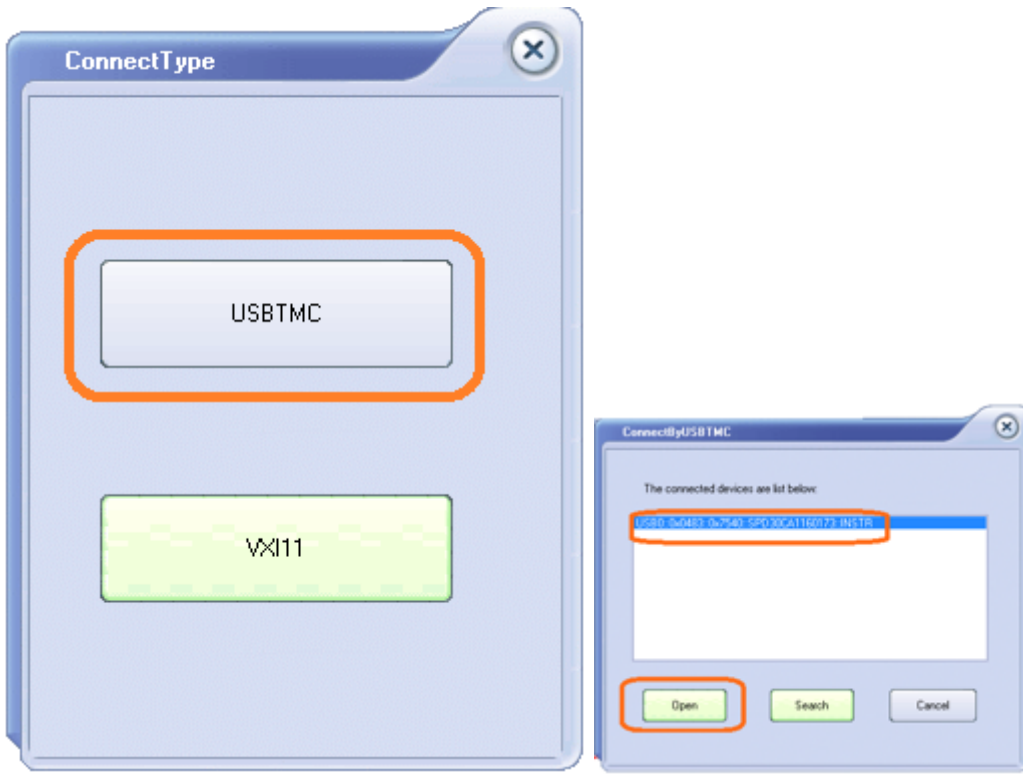 ConnectType
USBTMC
VXI11
ConnectByUSBTMC
The connected devices are list below:
USB0::0x0483::0x7540::SPD30CA1160173::INSTR
Open
Search
Cancel